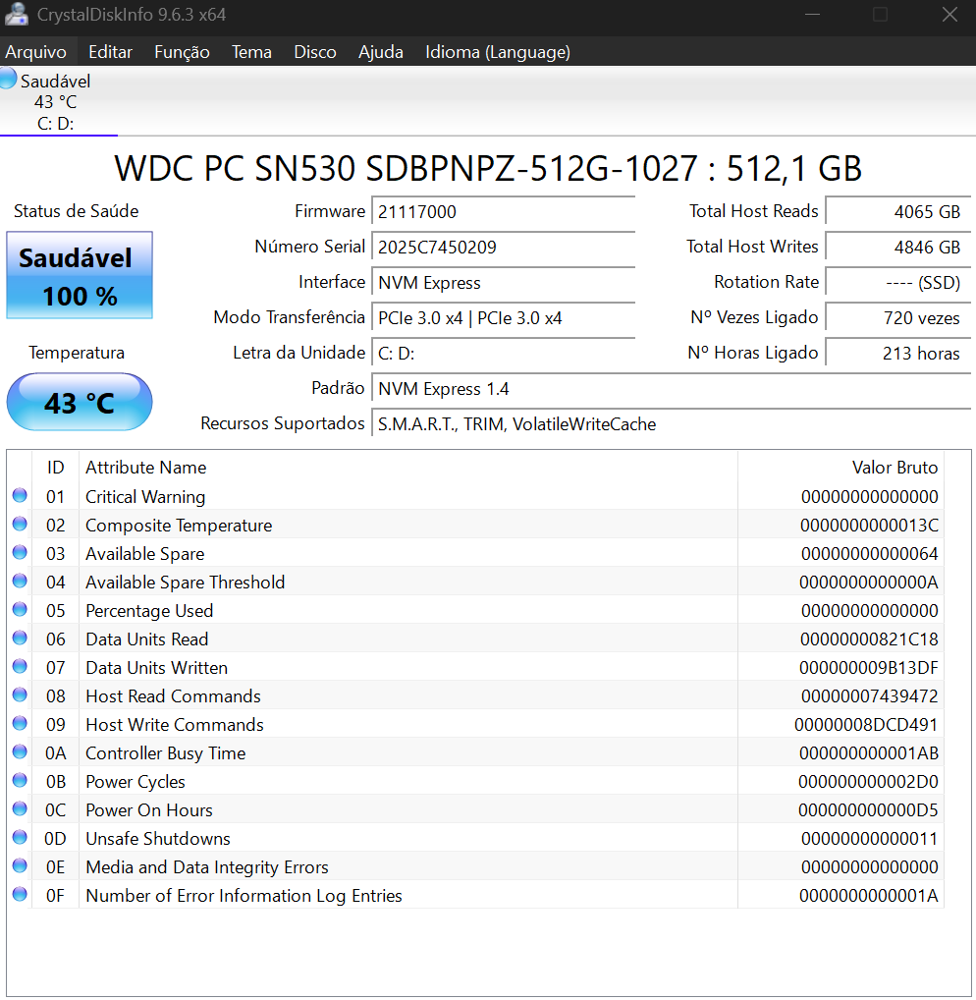 CrystalDiskInfo 9.6.3 x64
Arquivo Editar Função Tema Disco Ajuda Idioma (Language)
Saudável
43 °C
C: D:
WDC PC SN530 SDBPNPZ-512G-1027 : 512,1 GB
Status de Saúde
Saudável
100 %
Temperatura
43 °C
Firmware 21117000
Número Serial 2025C7450209
Interface NVM Express
Modo Transferência PCIe 3.0 x4 | PCIe 3.0 x4
Letra da Unidade C: D:
Padrão NVM Express 1.4
Recursos Suportados S.M.A.R.T., TRIM, VolatileWriteCache
Total Host Reads 4065 GB
Total Host Writes 4846 GB
Rotation Rate ---- (SSD)
Nº Vezes Ligado 720 vezes
Nº Horas Ligado 213 horas
ID Attribute Name Valor Bruto
01 Critical Warning 00000000000000
02 Composite Temperature 0000000000013C
03 Available Spare 00000000000064
04 Available Spare Threshold 0000000000000A
05 Percentage Used 00000000000000
06 Data Units Read 00000000821C18
07 Data Units Written 000000009B13DF
08 Host Read Commands 00000007439472
09 Host Write Commands 00000008DCD491
0A Controller Busy Time 000000000001AB
0B Power Cycles 000000000002D0
0C Power On Hours 000000000000D5
0D Unsafe Shutdowns 00000000000011
0E Media and Data Integrity Errors 00000000000000
0F Number of Error Information Log Entries 0000000000001A